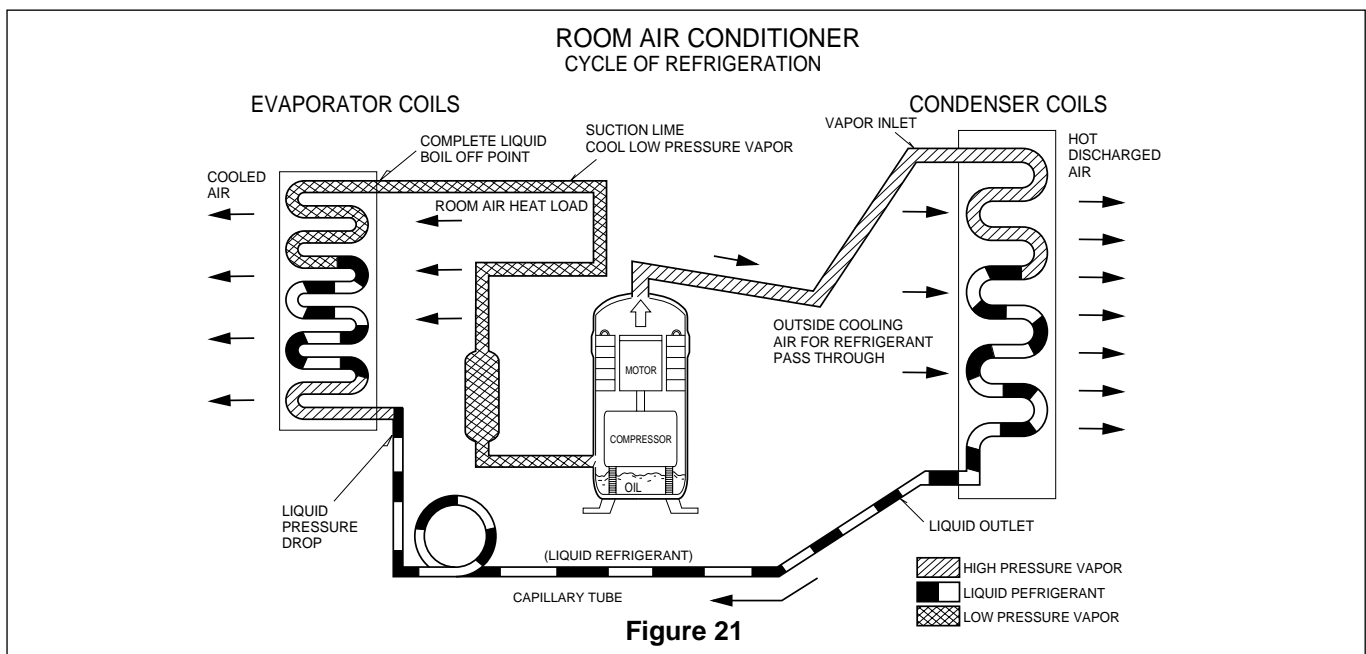 ROOM AIR CONDITIONER
CYCLE OF REFRIGERATION
EVAPORATOR COILS
CONDENSER COILS
COOLED
AIR
COMPLETE LIQUID
BOIL OFF POINT
SUCTION LIME
COOL LOW PRESSURE VAPOR
VAPOR INLET
HOT
DISCHARGED
AIR
ROOM AIR HEAT LOAD
OUTSIDE COOLING
AIR FOR REFRIGERANT
PASS THROUGH
MOTOR
COMPRESSOR
OIL
LIQUID
PRESSURE
DROP
(LIQUID REFRIGERANT)
CAPILLARY TUBE
LIQUID OUTLET
HIGH PRESSURE VAPOR
LIQUID PEFRIGERANT
LOW PRESSURE VAPOR
Figure 21